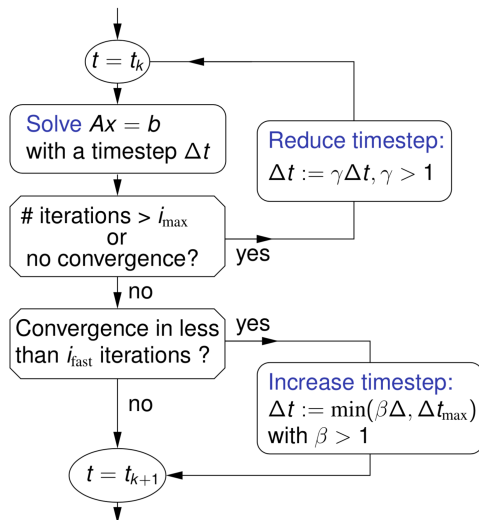 t = t_k
Solve Ax = b
with a timestep Δt
Reduce timestep:
Δt := γΔt, γ > 1
# iterations > i_max
or
no convergence?
yes
no
Convergence in less
than i_fast iterations ?
yes
Increase timestep:
Δt := min(βΔ, Δt_max)
with β > 1
no
t = t_{k+1}